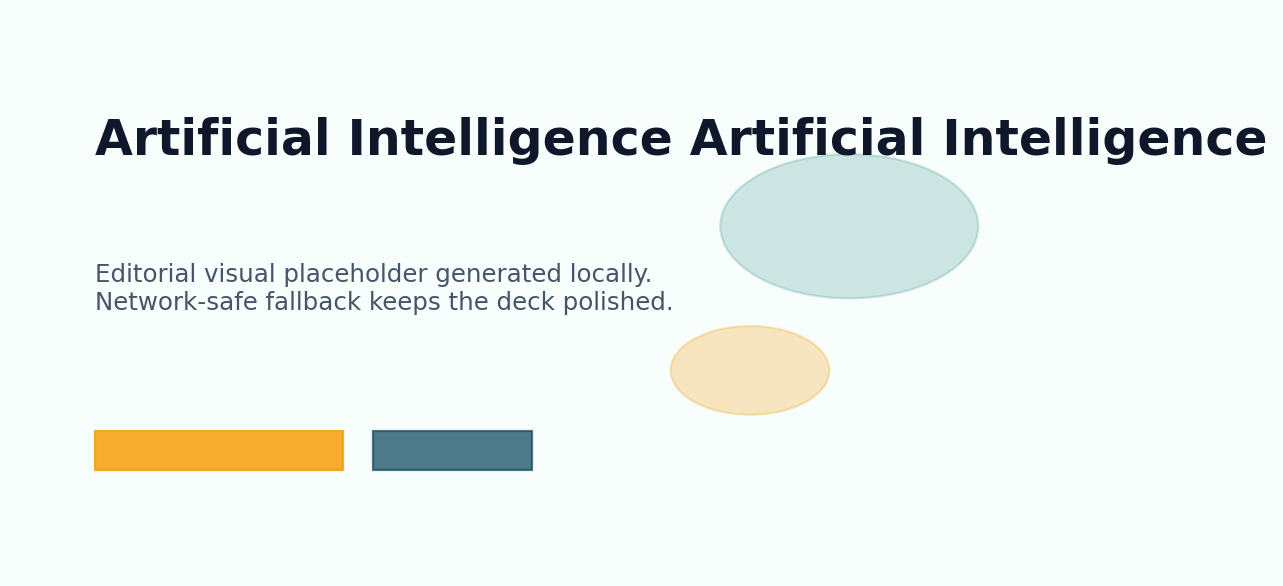 Artificial Intelligence Artificial Intelligence
Editorial visual placeholder generated locally.
Network-safe fallback keeps the deck polished.